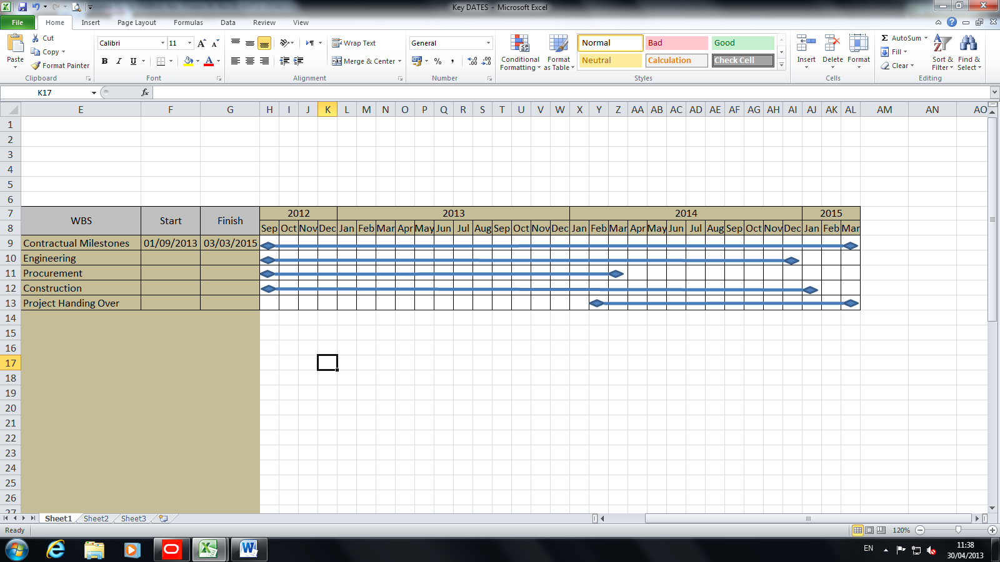 Key DATES - Microsoft Excel
File Home Insert Page Layout Formulas Data Review View
Paste Cut Copy Format Painter Clipboard
Calibri 11 A A B I U A Font
Wrap Text Merge & Center Alignment
General % , Number
Conditional Formatting Format as Table
Normal Bad Good
Neutral Calculation Check Cell
Styles
Insert Delete Format Cells
Σ AutoSum Fill Clear Sort & Filter Find & Select Editing
K17 fx
E F G H I J K L M N O P Q R S T U V W X Y Z AA AB AC AD AE AF AG AH AI AJ AK AL AM AN AO
1
2
3
4
5
6
7 WBS Start Finish 2012 2013 2014 2015
8 Sep Oct Nov Dec Jan Feb Mar Apr May Jun Jul Aug Sep Oct Nov Dec Jan Feb Mar Apr May Jun Jul Aug Sep Oct Nov Dec Jan Feb Mar
9 Contractual Milestones 01/09/2013 03/03/2015
10 Engineering
11 Procurement
12 Construction
13 Project Handing Over
14
15
16
17
18
19
20
21
22
23
24
25
26
27
Sheet1 Sheet2 Sheet3
Ready 120%
W EN 11:38
30/04/2013